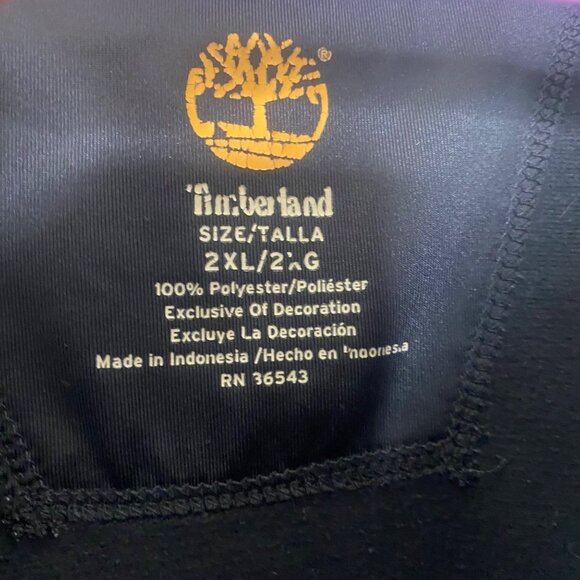 ®
Timberland
SIZE/TALLA
2XL/2XG
100% Polyester/Poliéster
Exclusive Of Decoration
Excluye La Decoración
Made in Indonesia /Hecho en Indonesia
RN 36543